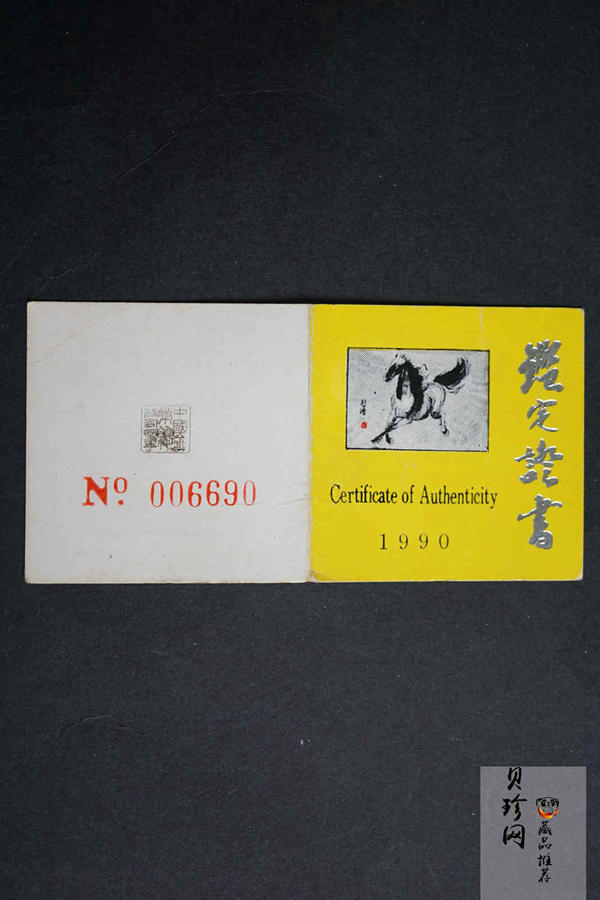 № 006690
鑑定證書
Certificate of Authenticity
1990
贝珍网
藏品推荐